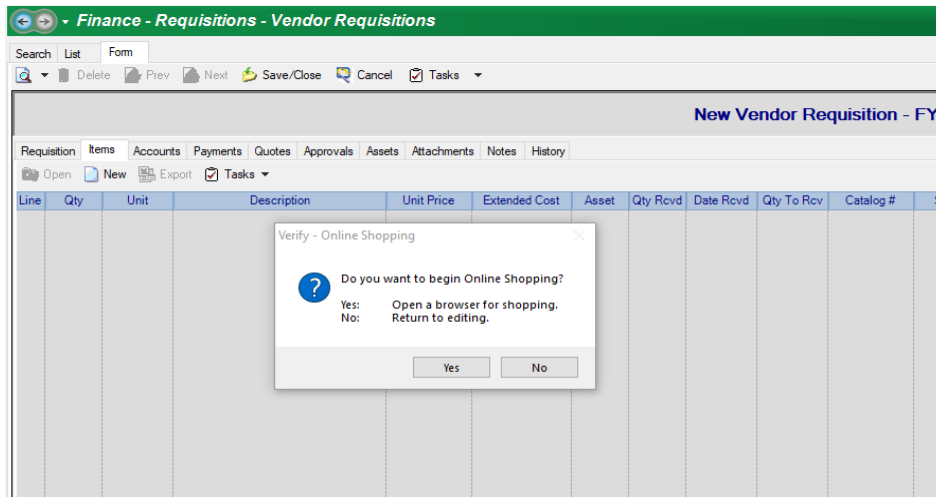 Finance - Requisitions - Vendor Requisitions
Search List Form
Delete Prev Next Save/Close Cancel Tasks
New Vendor Requisition - FY
Requisition Items Accounts Payments Quotes Approvals Assets Attachments Notes History
Open New Export Tasks
Line Qty Unit Description Unit Price Extended Cost Asset Qty Rcvd Date Rcvd Qty To Rcv Catalog #
Verify - Online Shopping
Do you want to begin Online Shopping?
Yes: Open a browser for shopping.
No: Return to editing.
Yes No